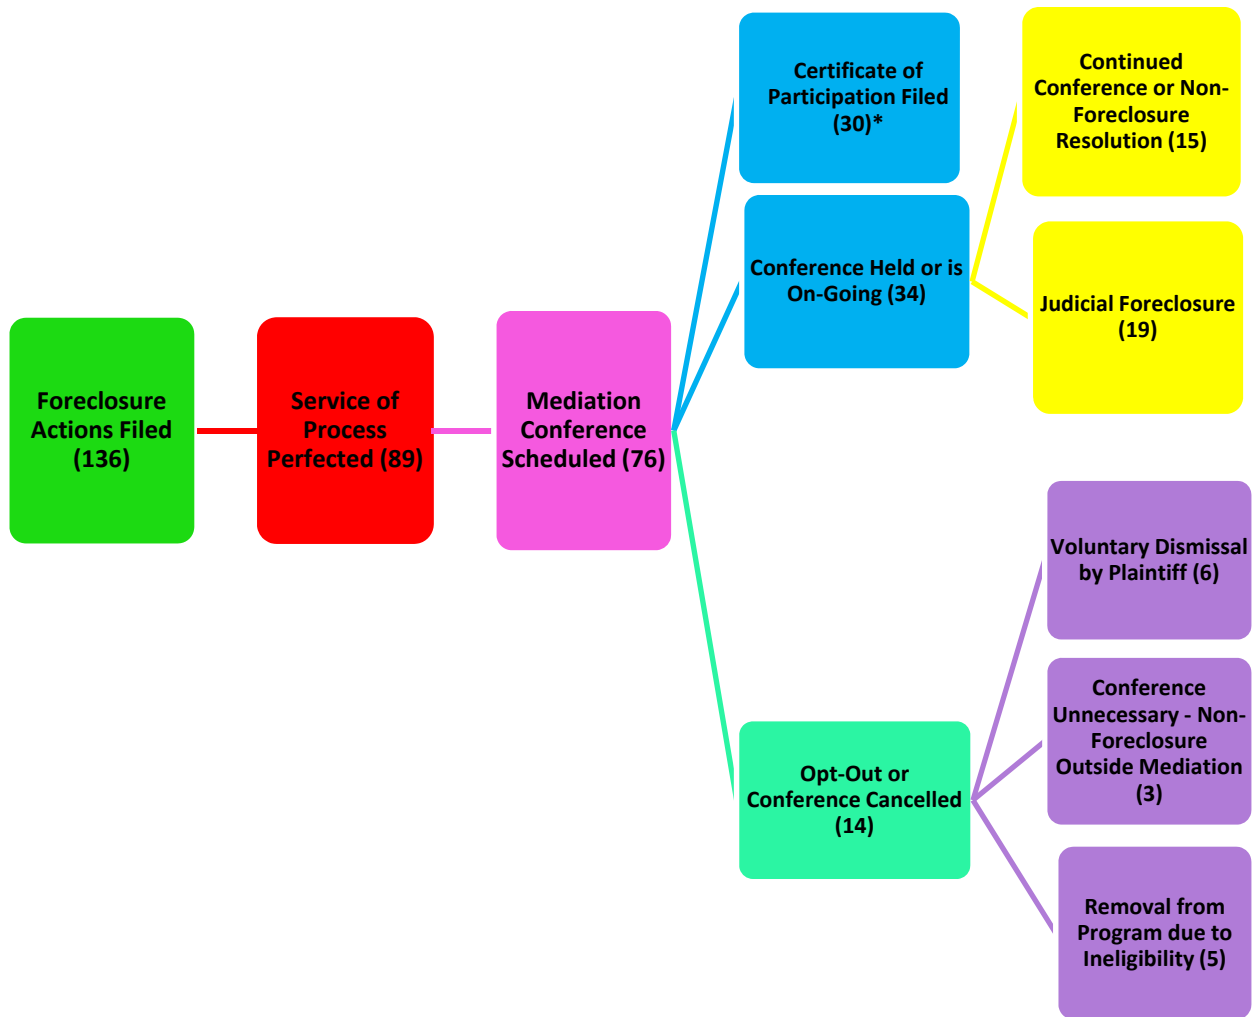 Foreclosure
Actions Filed
(136)
Service of
Process
Perfected (89)
Mediation
Conference
Scheduled (76)
Certificate of
Participation Filed
(30)*
Conference Held or is
On-Going (34)
Continued
Conference or Non-
Foreclosure
Resolution (15)
Judicial Foreclosure
(19)
Opt-Out or
Conference Cancelled
(14)
Voluntary Dismissal
by Plaintiff (6)
Conference
Unnecessary - Non-
Foreclosure
Outside Mediation
(3)
Removal from
Program due to
Ineligibility (5)